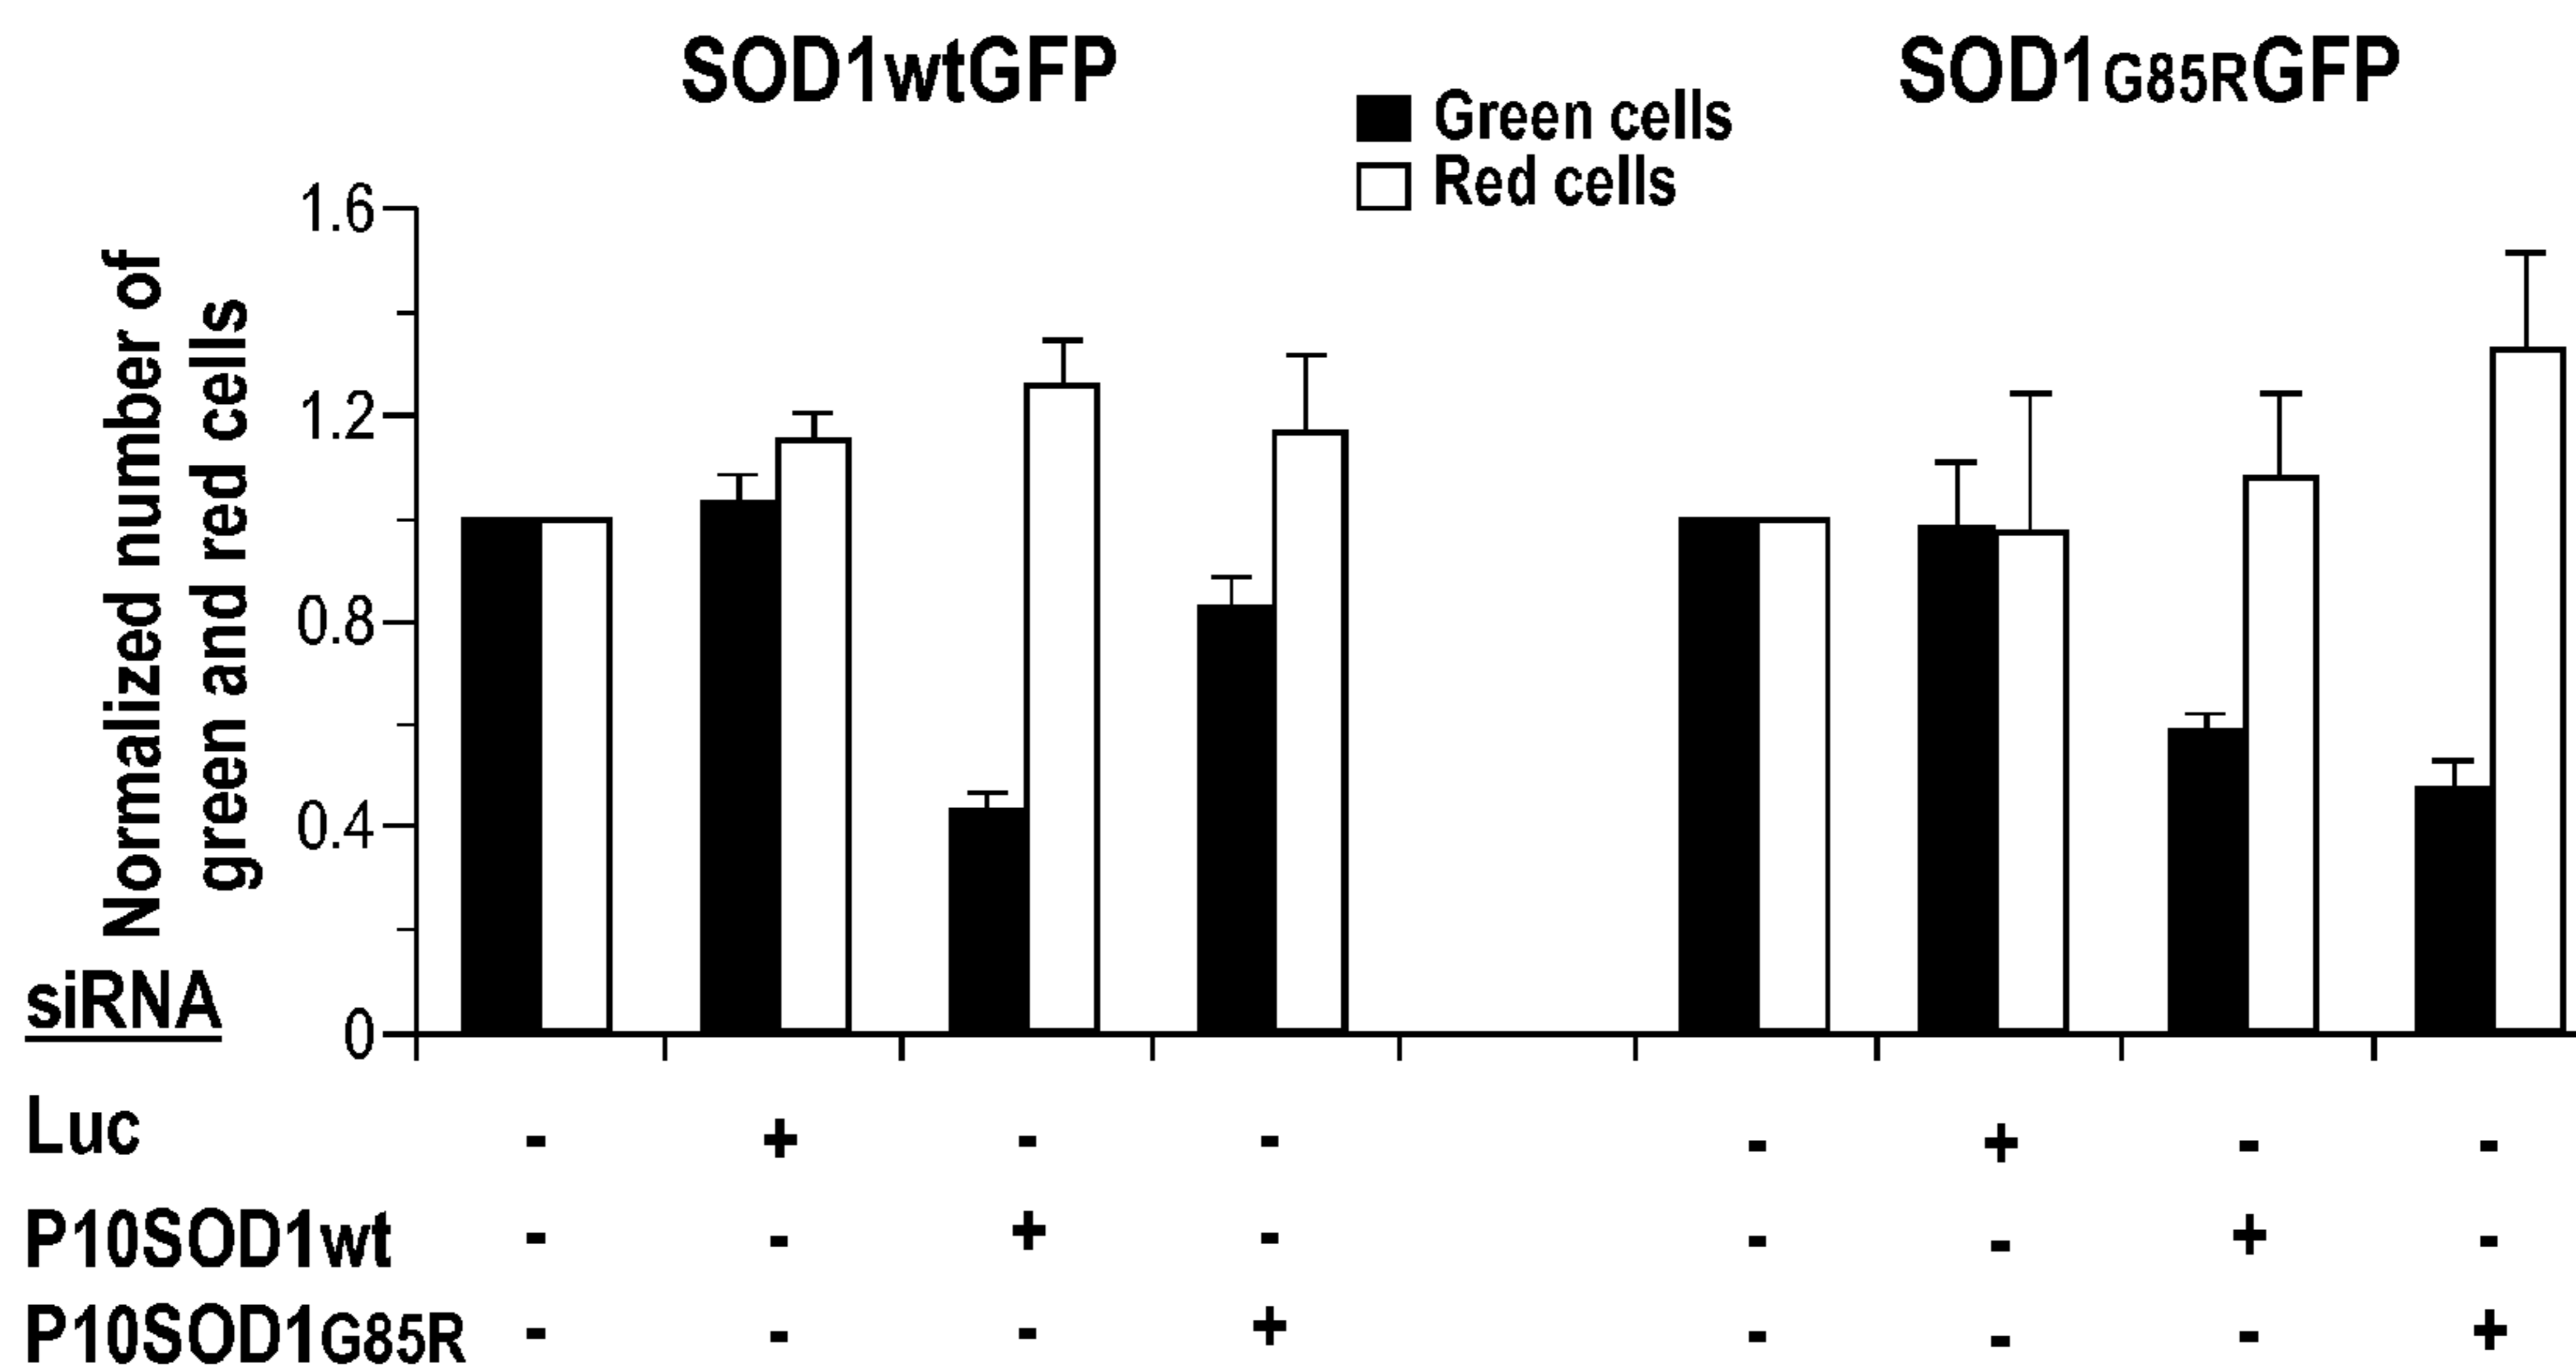 SOD1wtGFP
SOD1G85RGFP
Green cells
Red cells
Normalized number of
green and red cells
1.6
1.2
0.8
0.4
0
siRNA
Luc - + - - - + - -
P10SOD1wt - - + - - - + -
P10SOD1G85R - - - + - - - +